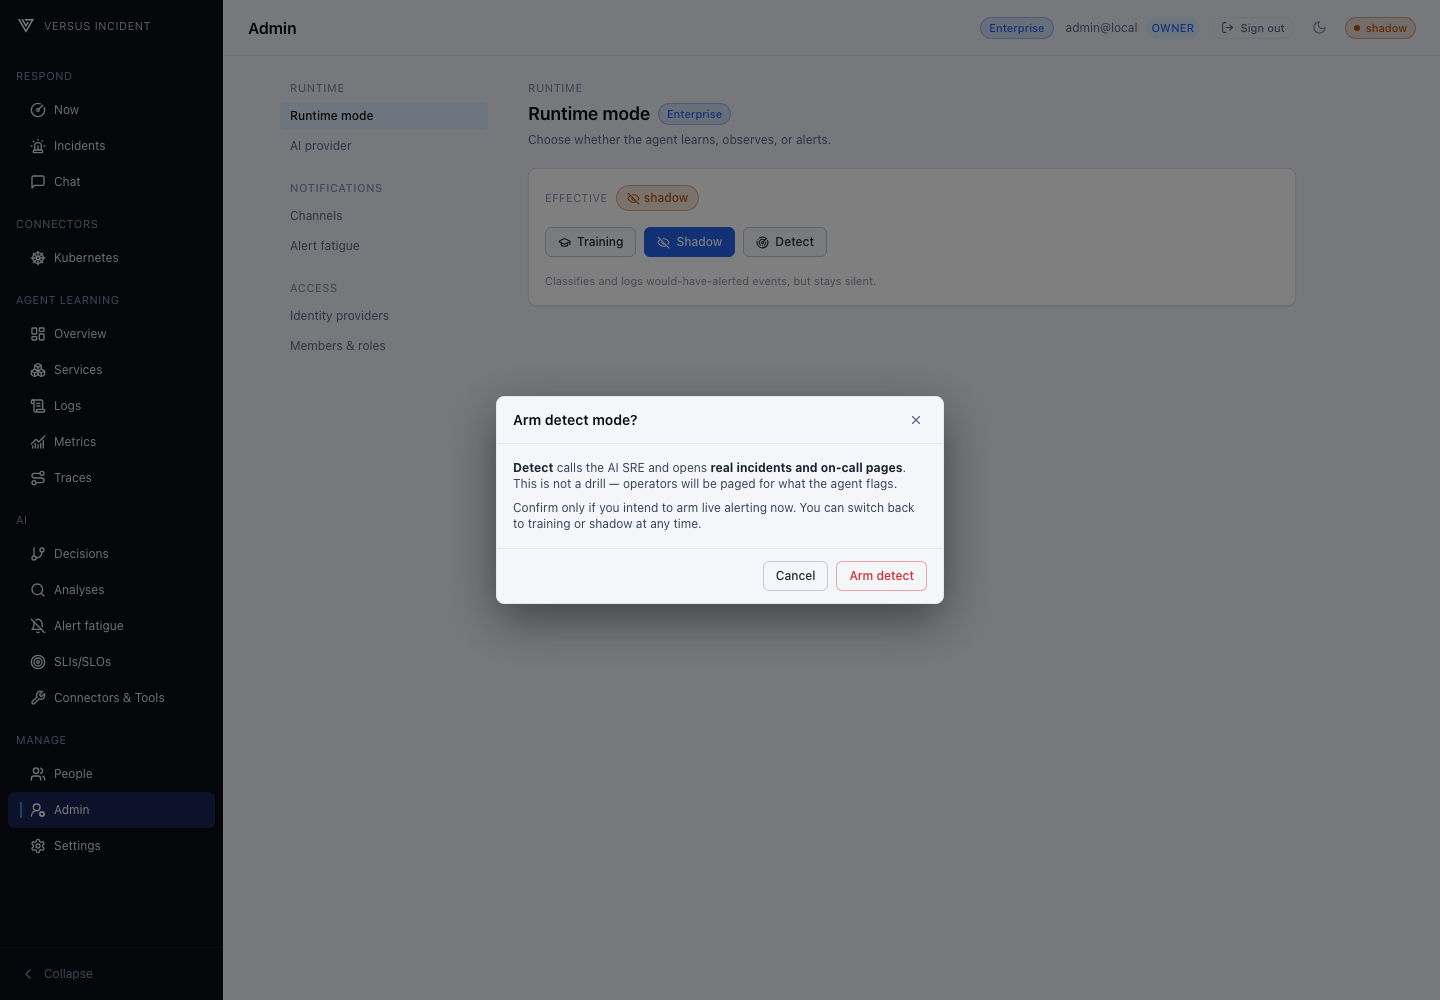 VERSUS INCIDENT
RESPOND
Now
Incidents
Chat
CONNECTORS
Kubernetes
AGENT LEARNING
Overview
Services
Logs
Metrics
Traces
AI
Decisions
Analyses
Alert fatigue
SLIs/SLOs
Connectors & Tools
MANAGE
People
Admin
Settings
Collapse
Admin
Enterprise admin@local OWNER Sign out shadow
RUNTIME
Runtime mode
AI provider
NOTIFICATIONS
Channels
Alert fatigue
ACCESS
Identity providers
Members & roles
RUNTIME
Runtime mode Enterprise
Choose whether the agent learns, observes, or alerts.
EFFECTIVE shadow
Training Shadow Detect
Classifies and logs would-have-alerted events, but stays silent.
Arm detect mode?
Detect calls the AI SRE and opens real incidents and on-call pages.
This is not a drill — operators will be paged for what the agent flags.
Confirm only if you intend to arm live alerting now. You can switch back
to training or shadow at any time.
Cancel Arm detect